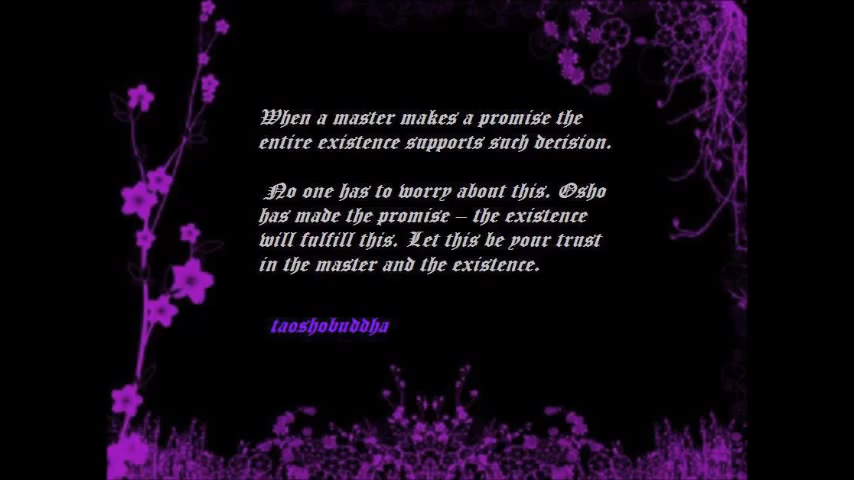 When a master makes a promise the
entire existence supports such decision.
No one has to worry about this. Osho
has made the promise – the existence
will fulfill this. Let this be your trust
in the master and the existence.
taoshobuddha